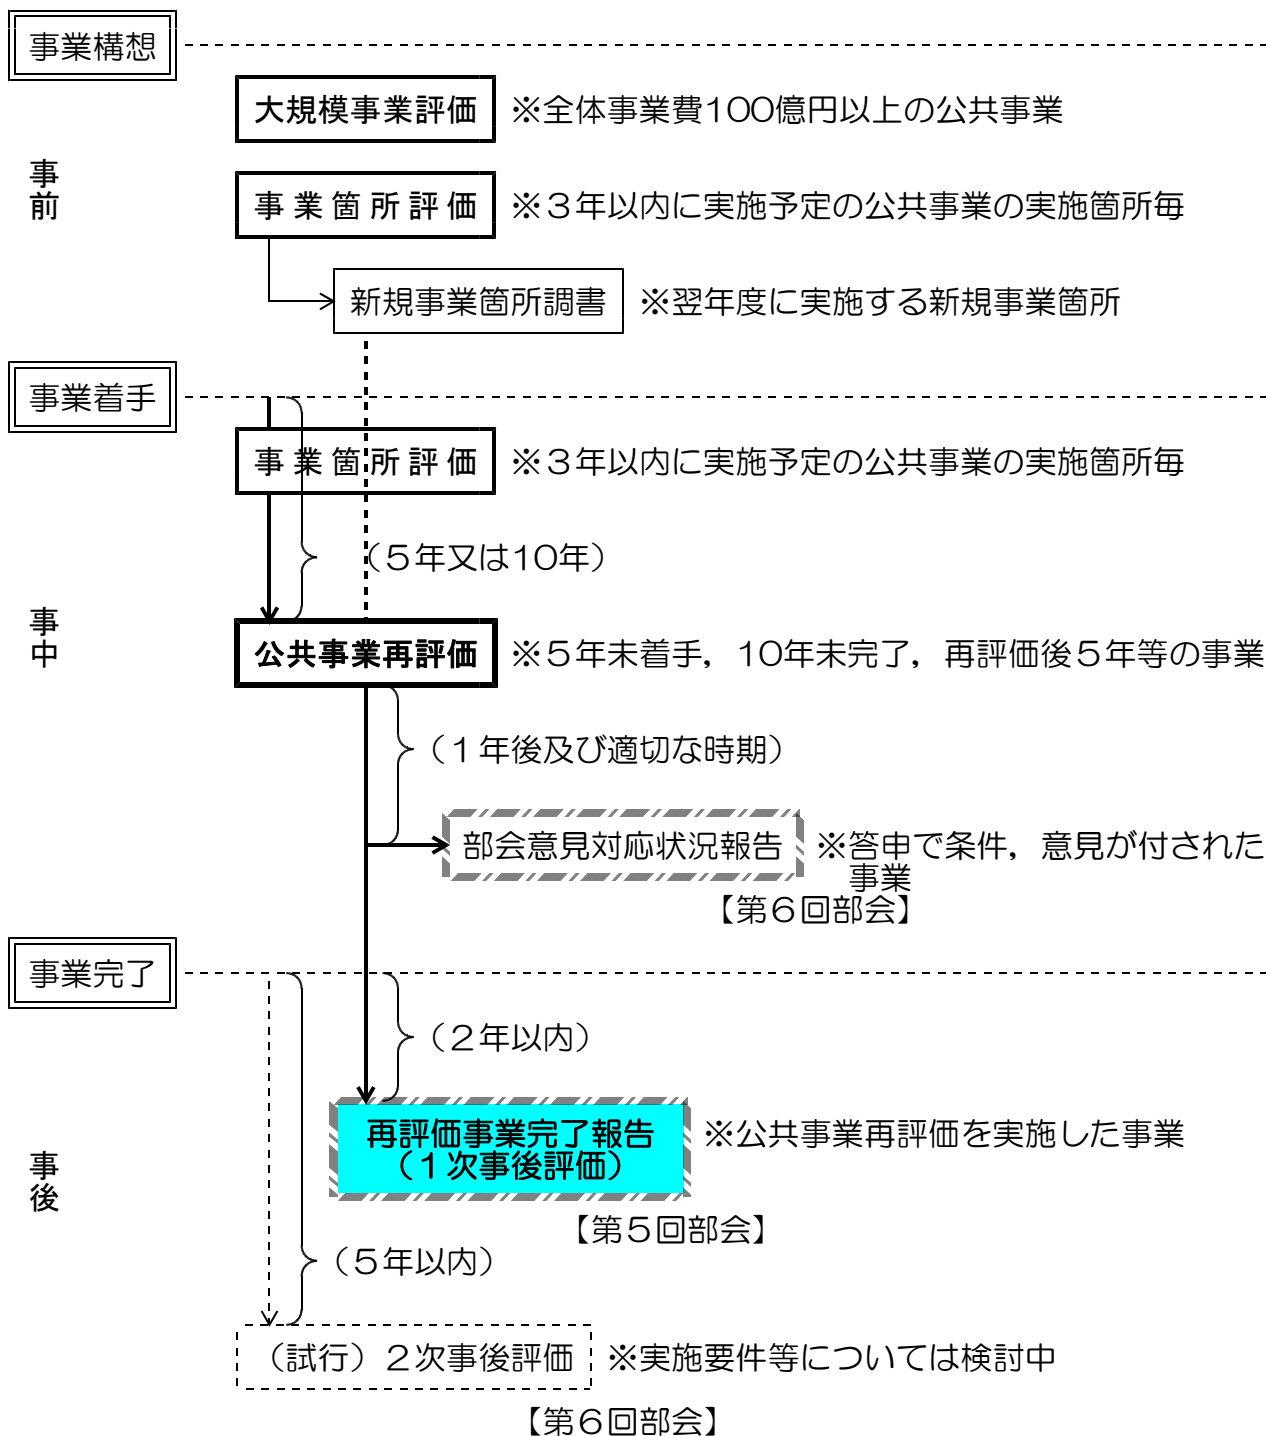 事業構想
大規模事業評価 ※全体事業費100億円以上の公共事業
事前
事業箇所評価 ※３年以内に実施予定の公共事業の実施箇所毎
新規事業箇所調書 ※翌年度に実施する新規事業箇所
事業着手
事業箇所評価 ※３年以内に実施予定の公共事業の実施箇所毎
（５年又は10年）
事中
公共事業再評価 ※５年未着手，10年未完了，再評価後５年等の事業
（１年後及び適切な時期）
部会意見対応状況報告 ※答申で条件，意見が付された
事業
【第６回部会】
事業完了
（２年以内）
再評価事業完了報告 ※公共事業再評価を実施した事業
（１次事後評価）
事後
【第５回部会】
（５年以内）
（試行）２次事後評価 ※実施要件等については検討中
【第６回部会】